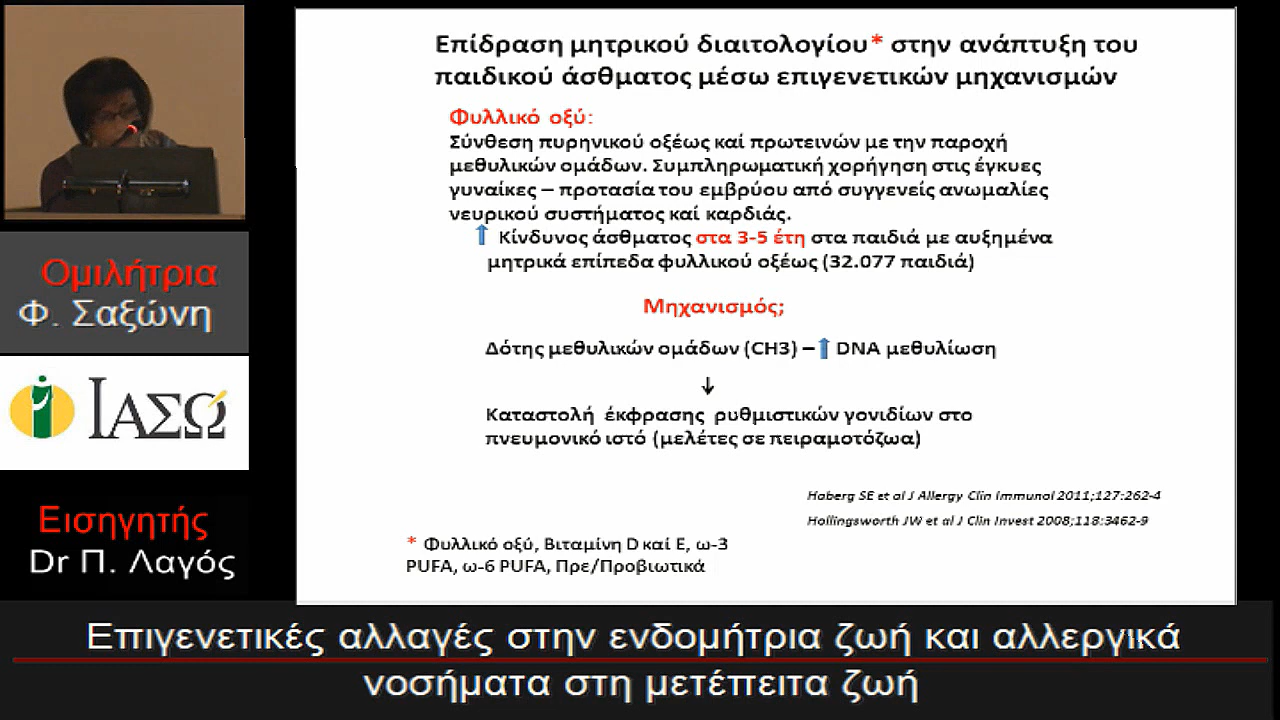 Επίδραση μητρικού διαιτολογίου* στην ανάπτυξη του
παιδικού άσθματος μέσω επιγενετικών μηχανισμών
Φυλλικό οξύ:
Σύνθεση πυρηνικού οξέως καί πρωτεινών με την παροχή
μεθυλικών ομάδων. Συμπληρωματική χορήγηση στις έγκυες
γυναίκες – προτασία του εμβρύου από συγγενείς ανωμαλίες
νευρικού συστήματος καί καρδιάς.
Κίνδυνος άσθματος στα 3-5 έτη στα παιδιά με αυξημένα
μητρικά επίπεδα φυλλικού οξέως (32.077 παιδιά)
Μηχανισμός;
Δότης μεθυλικών ομάδων (CH3) – DNA μεθυλίωση
Καταστολή έκφρασης ρυθμιστικών γονιδίων στο
πνευμονικό ιστό (μελέτες σε πειραμοτόζωα)
Haberg SE et al J Allergy Clin Immunol 2011;127:262-4
Hollingsworth JW et al J Clin Invest 2008;118:3462-9
* Φυλλικό οξύ, Βιταμίνη D καί E, ω-3
PUFA, ω-6 PUFA, Πρε/Προβιωτικά
Ομιλήτρια
Φ. Σαξώνη
ΙΑΣΩ
Εισηγητής
Dr Π. Λαγός
Επιγενετικές αλλαγές στην ενδομήτρια ζωή και αλλεργικά
νοσήματα στη μετέπειτα ζωή